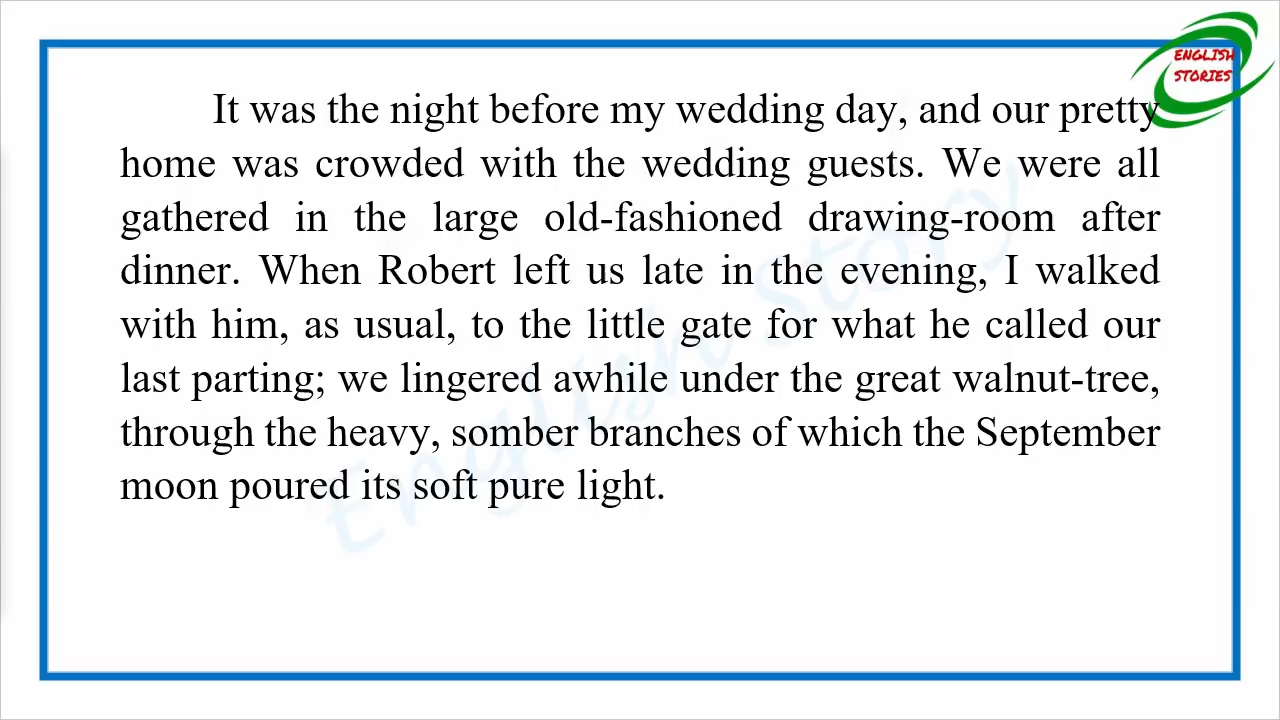 ENGLISH
STORIES
It was the night before my wedding day, and our pretty
home was crowded with the wedding guests. We were all
gathered in the large old-fashioned drawing-room after
dinner. When Robert left us late in the evening, I walked
with him, as usual, to the little gate for what he called our
last parting; we lingered awhile under the great walnut-tree,
through the heavy, somber branches of which the September
moon poured its soft pure light.
English Story